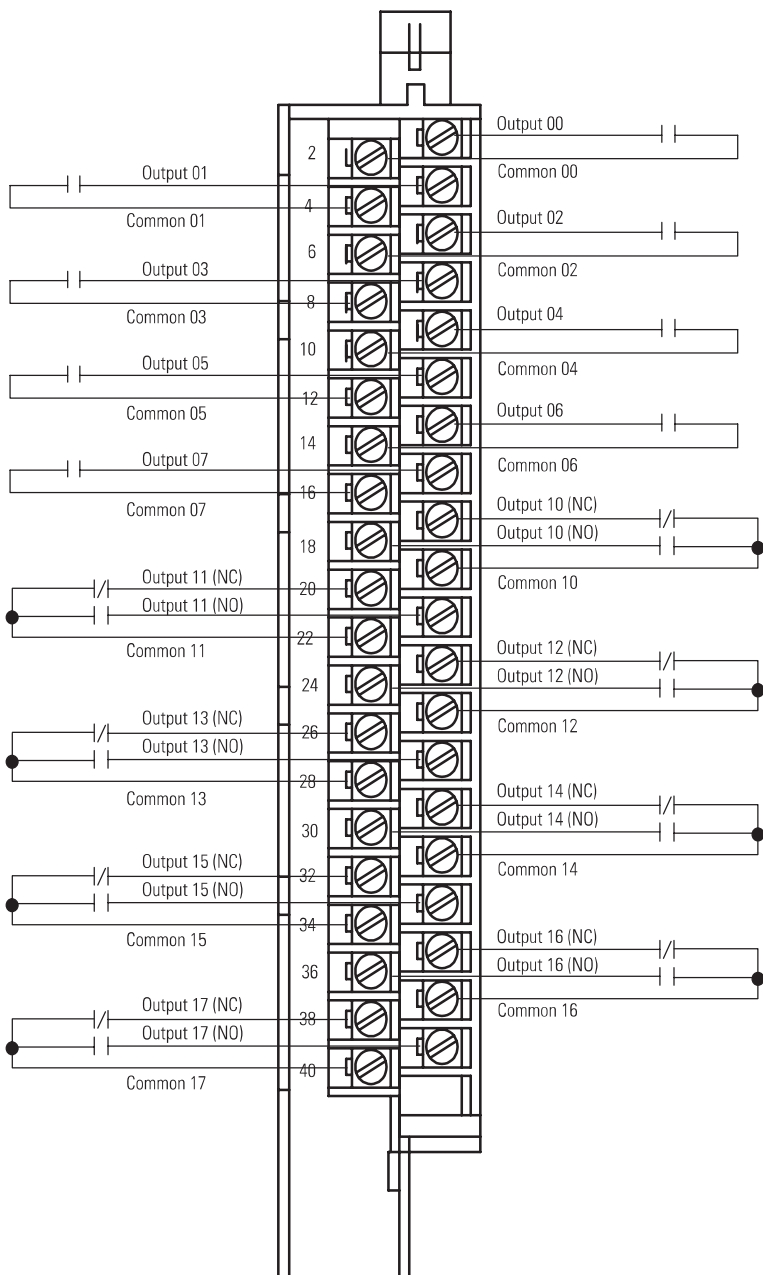 Output 00
2
Common 00
Output 01
4
Common 01
Output 02
6
Common 02
Output 03
8
Common 03
Output 04
10
Common 04
Output 05
12
Common 05
Output 06
14
Common 06
Output 07
16
Common 07
Output 10 (NC)
18
Output 10 (NO)
Common 10
Output 11 (NC)
20
Output 11 (NO)
22
Common 11
Output 12 (NC)
24
Output 12 (NO)
Common 12
Output 13 (NC)
26
Output 13 (NO)
28
Common 13
Output 14 (NC)
30
Output 14 (NO)
Common 14
Output 15 (NC)
32
Output 15 (NO)
34
Common 15
Output 16 (NC)
36
Output 16 (NO)
Common 16
Output 17 (NC)
38
Output 17 (NO)
40
Common 17